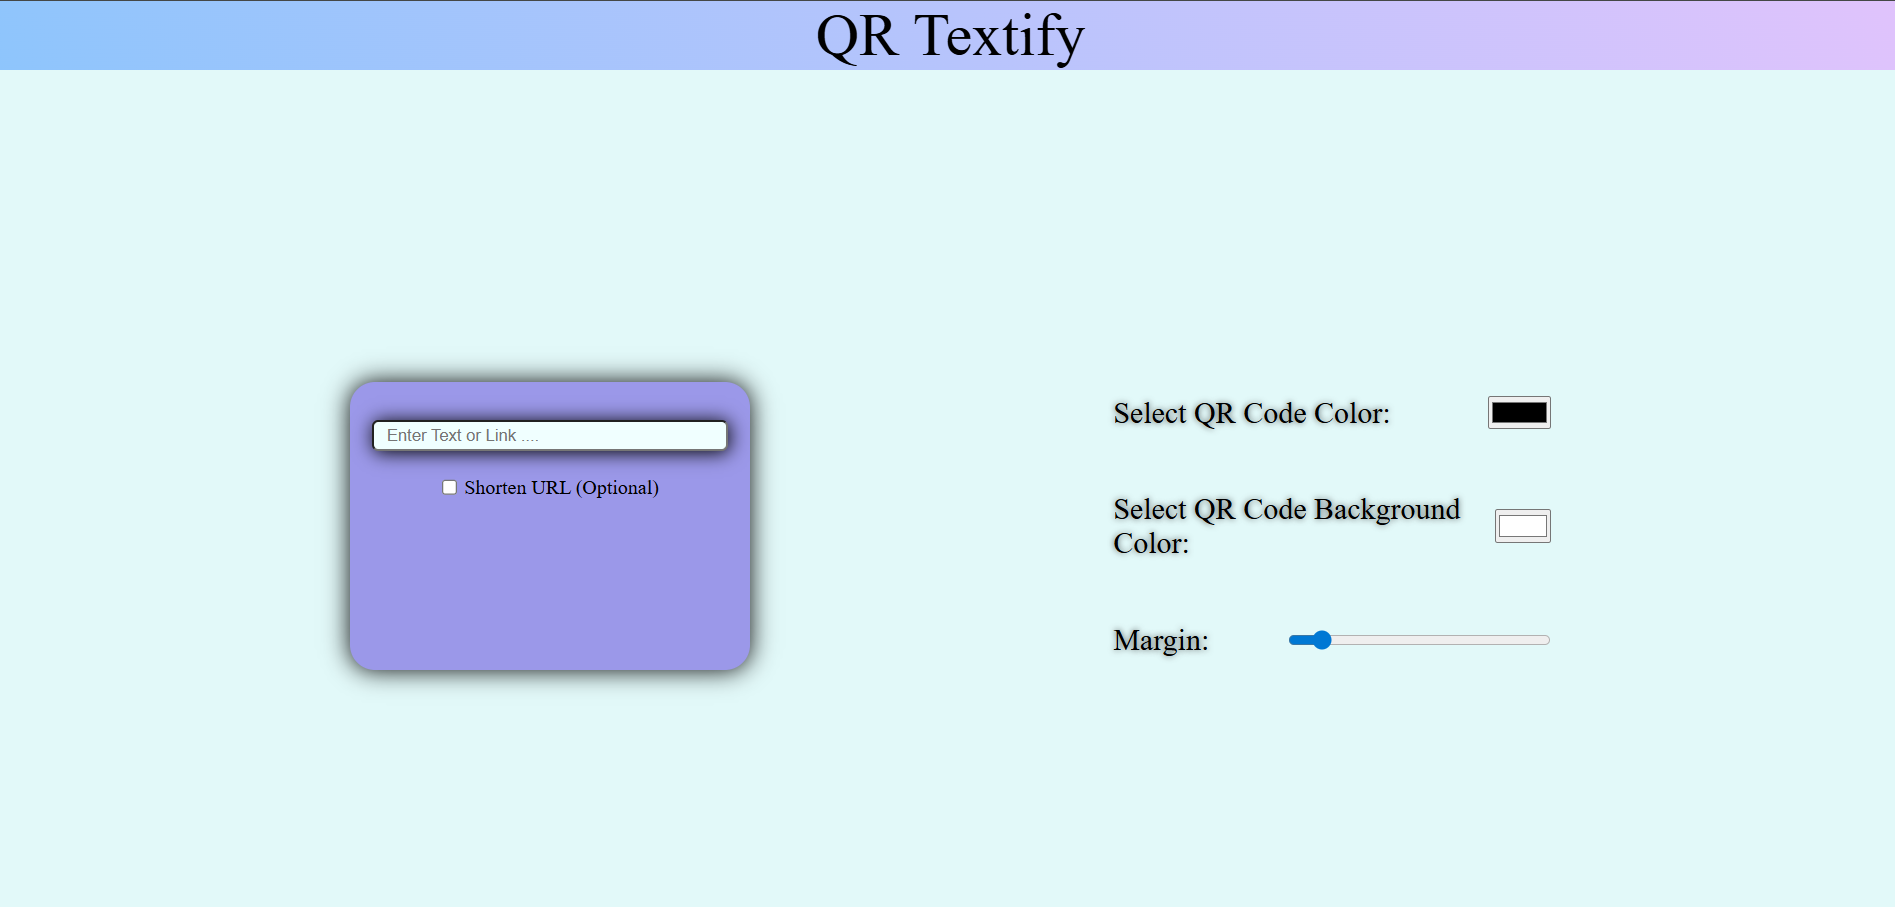 QR Textify
Enter Text or Link ....
Shorten URL (Optional)
Select QR Code Color:
Select QR Code Background
Color:
Margin: